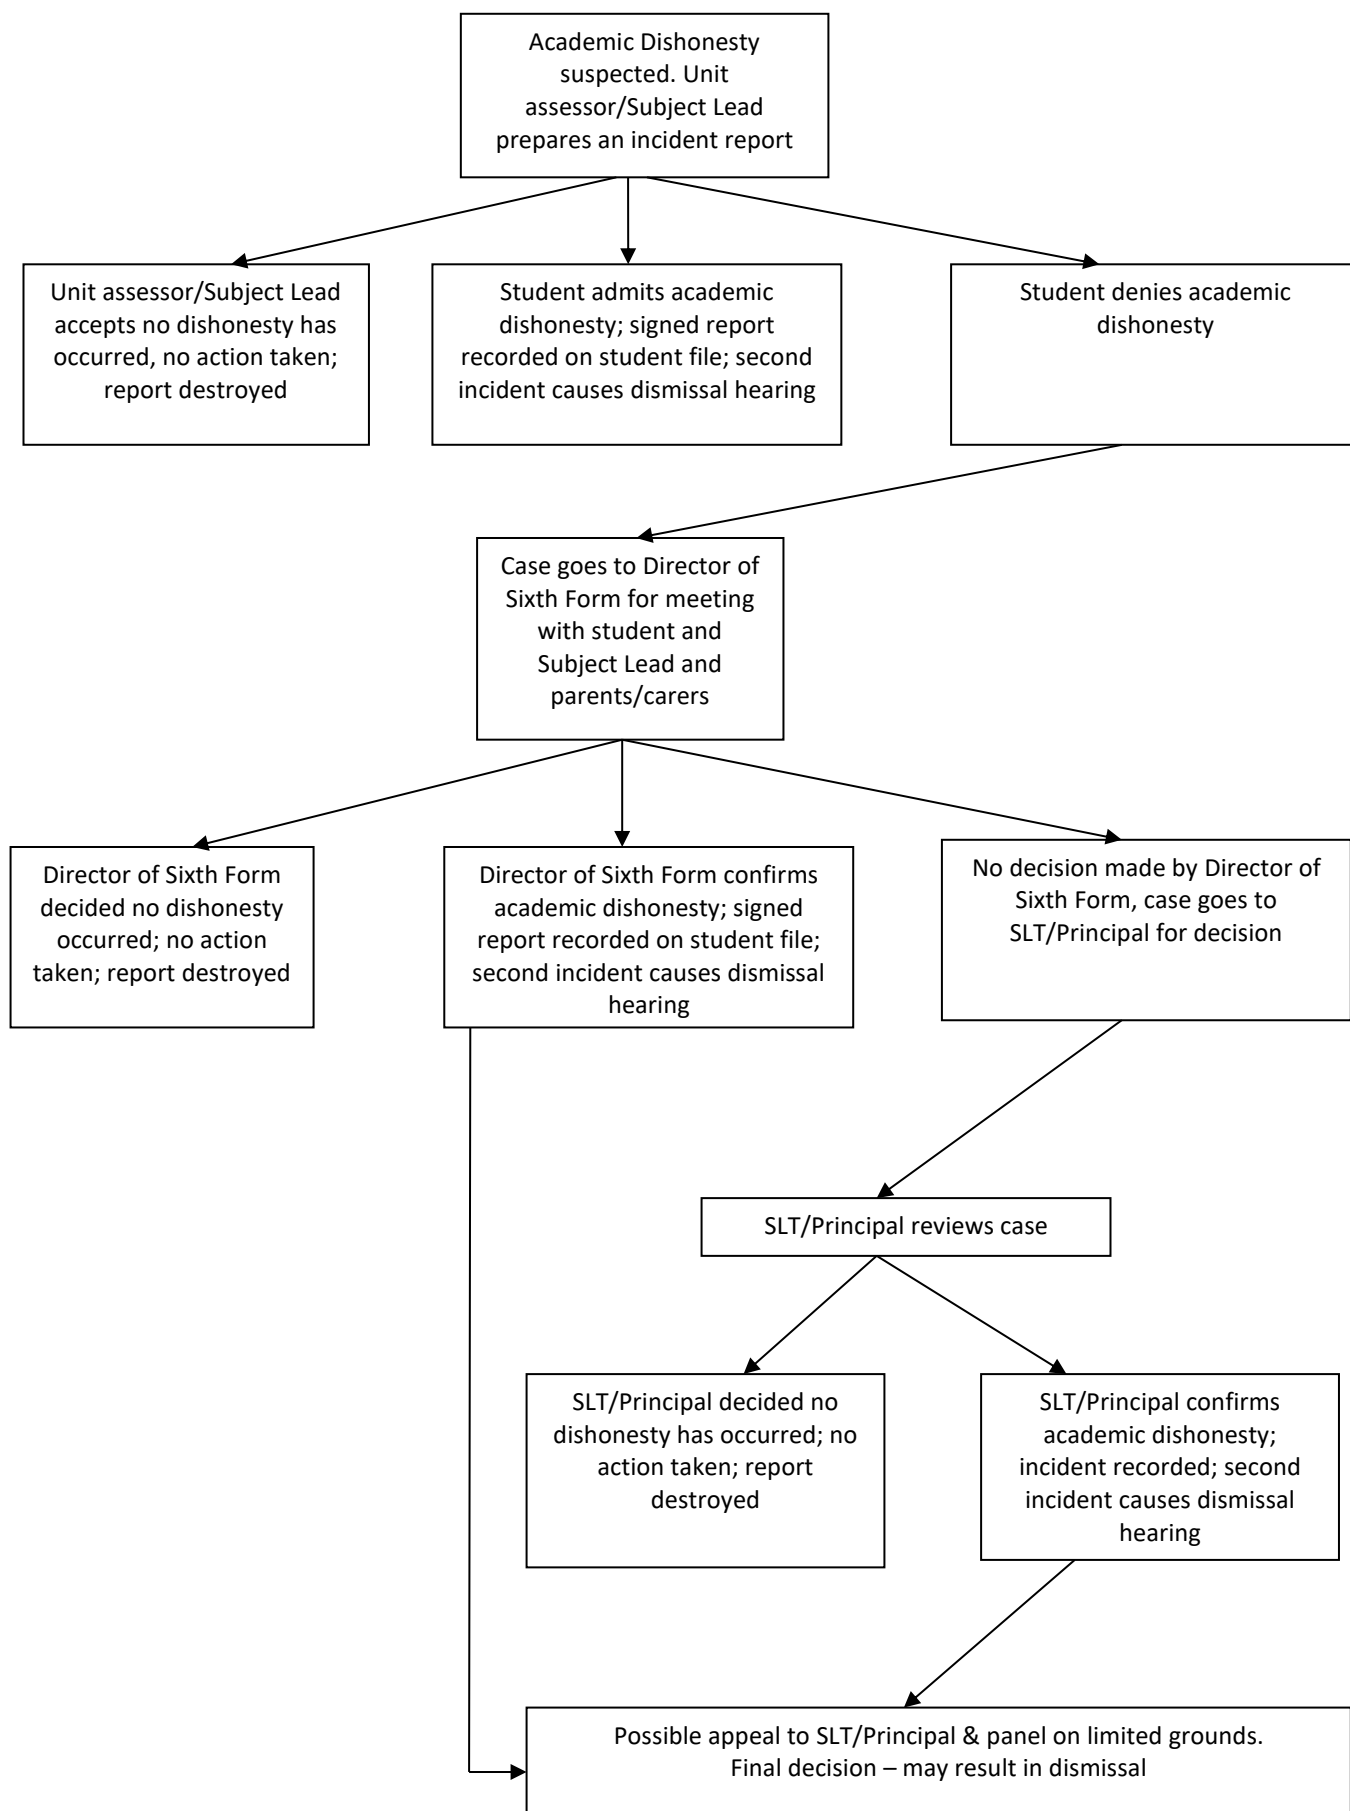 Academic Dishonesty
suspected. Unit
assessor/Subject Lead
prepares an incident report
Unit assessor/Subject Lead
accepts no dishonesty has
occurred, no action taken;
report destroyed
Student admits academic
dishonesty; signed report
recorded on student file; second
incident causes dismissal hearing
Student denies academic
dishonesty
Case goes to Director of
Sixth Form for meeting
with student and
Subject Lead and
parents/carers
Director of Sixth Form
decided no dishonesty
occurred; no action
taken; report destroyed
Director of Sixth Form confirms
academic dishonesty; signed
report recorded on student file;
second incident causes dismissal
hearing
No decision made by Director of
Sixth Form, case goes to
SLT/Principal for decision
SLT/Principal reviews case
SLT/Principal decided no
dishonesty has occurred; no
action taken; report
destroyed
SLT/Principal confirms
academic dishonesty;
incident recorded; second
incident causes dismissal
hearing
Possible appeal to SLT/Principal & panel on limited grounds.
Final decision – may result in dismissal